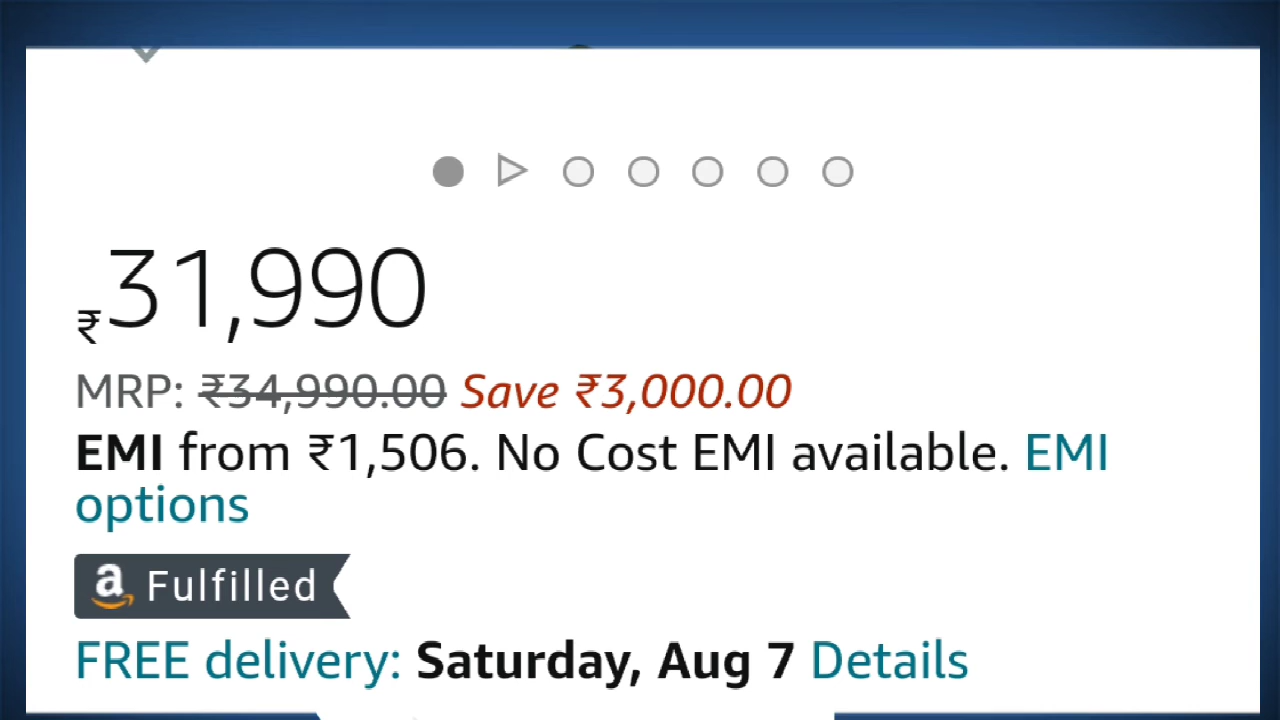 ₹31,990
MRP: ₹34,990.00 Save ₹3,000.00
EMI from ₹1,506. No Cost EMI available. EMI
options
a Fulfilled
FREE delivery: Saturday, Aug 7 Details